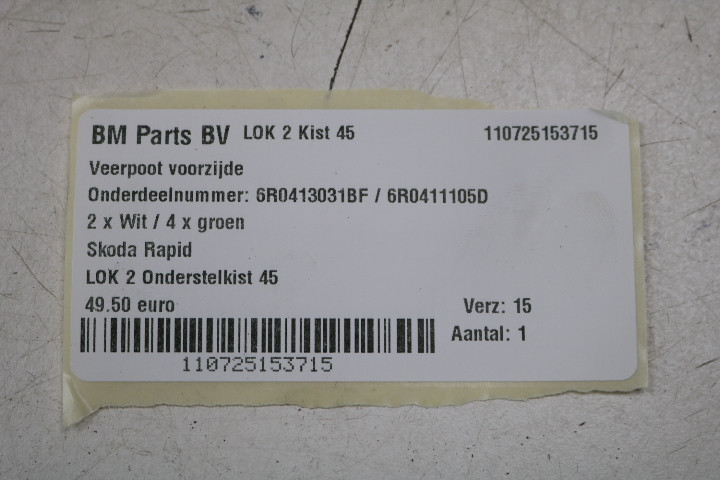 BM Parts BV LOK 2 Kist 45 110725153715
Veerpoot voorzijde
Onderdeelnummer: 6R0413031BF / 6R0411105D
2 x Wit / 4 x groen
Skoda Rapid
LOK 2 Onderstelkist 45
49.50 euro Verz: 15
Aantal: 1
110725153715